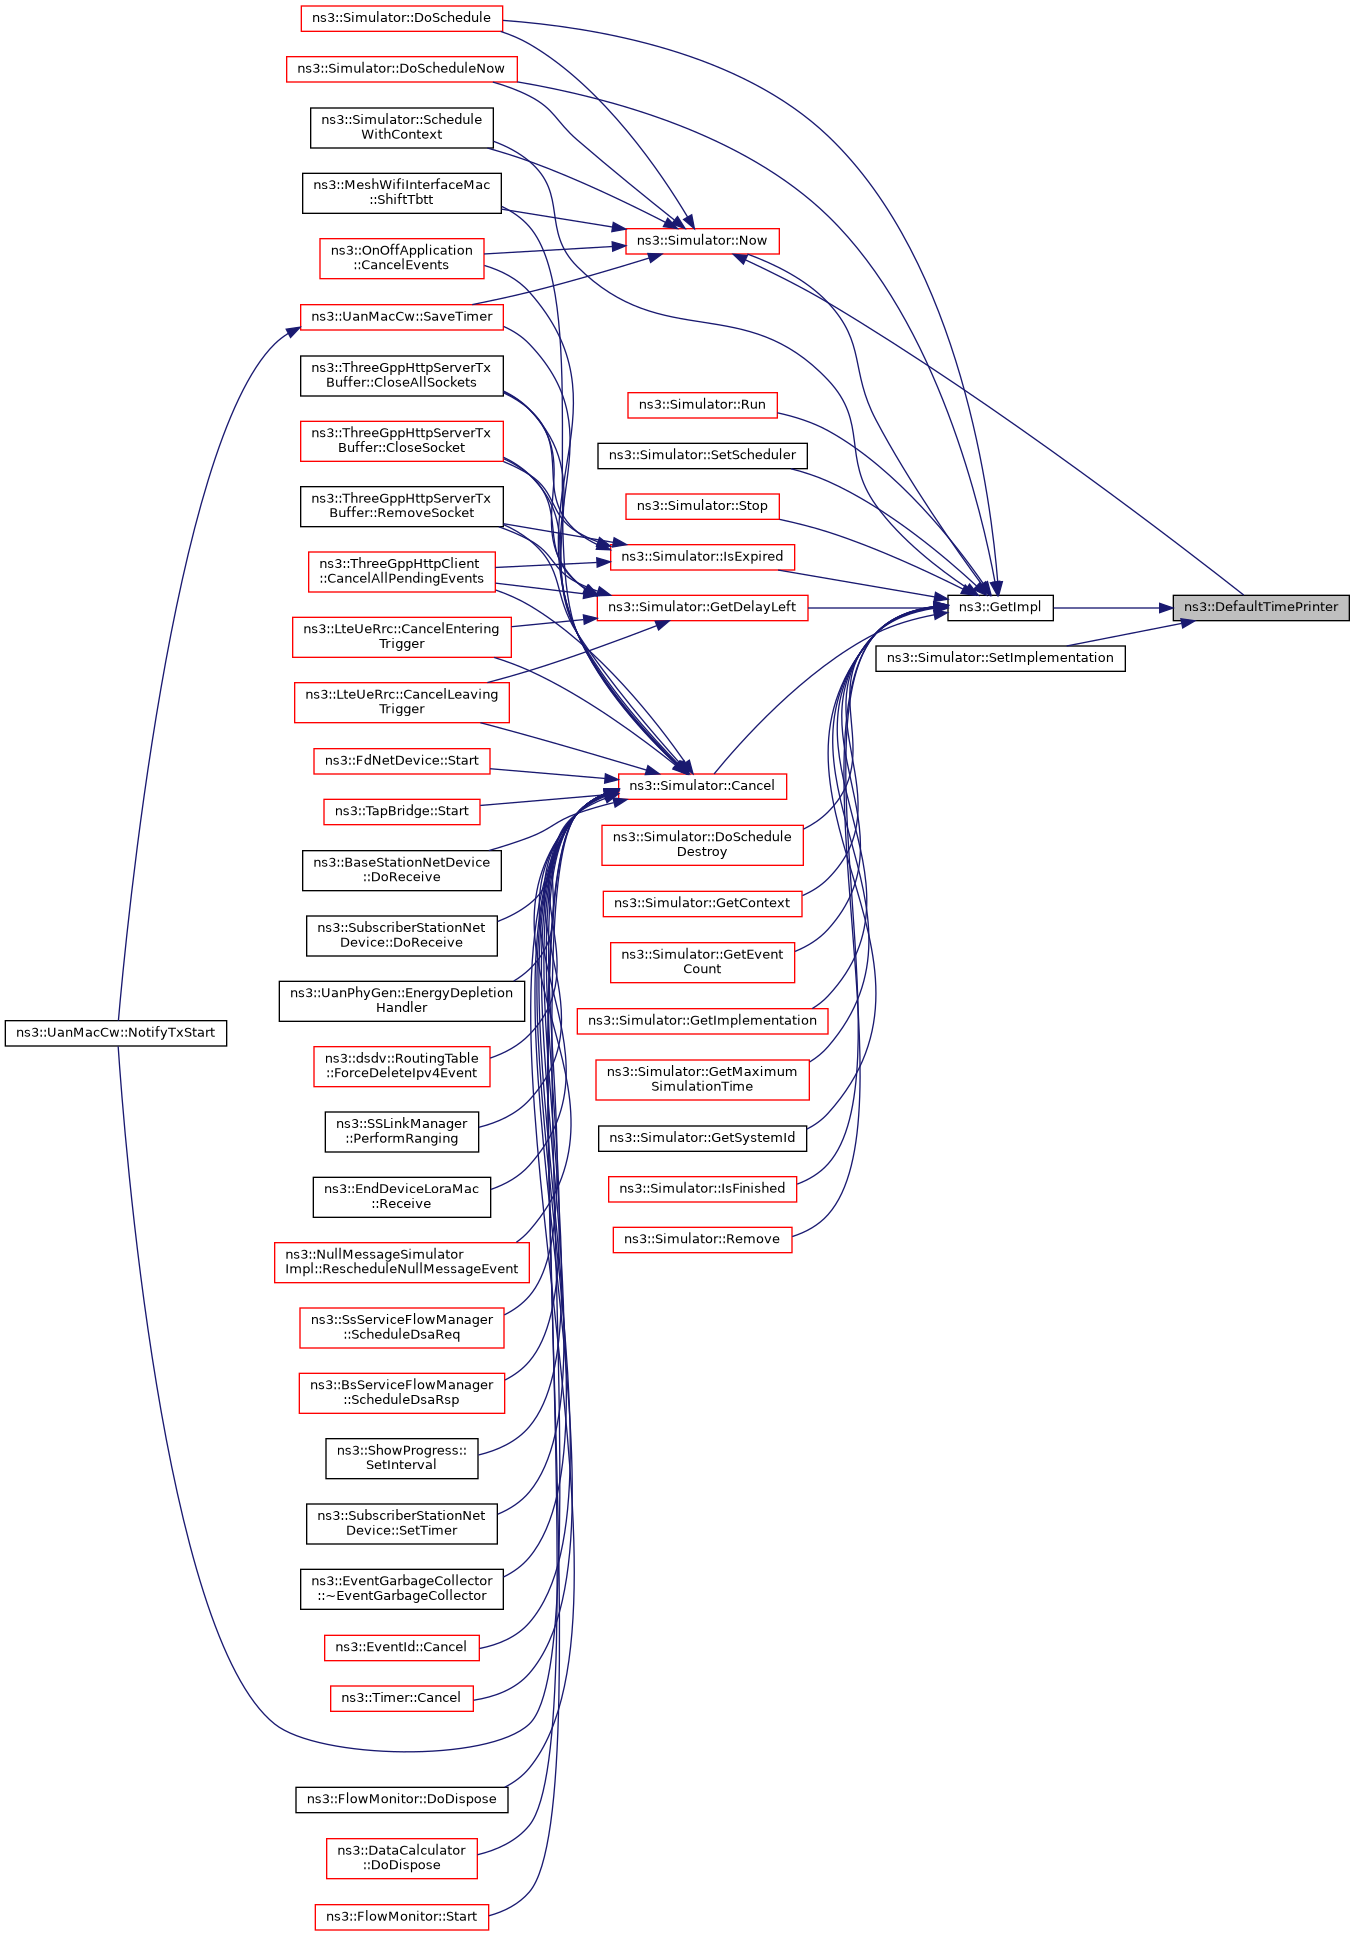 ns3::Simulator::DoSchedule
ns3::Simulator::DoScheduleNow
ns3::Simulator::Schedule
WithContext
ns3::MeshWifiInterfaceMac
::ShiftTbtt
ns3::OnOffApplication
::CancelEvents
ns3::UanMacCw::SaveTimer
ns3::ThreeGppHttpServerTx
Buffer::CloseAllSockets
ns3::ThreeGppHttpServerTx
Buffer::CloseSocket
ns3::ThreeGppHttpServerTx
Buffer::RemoveSocket
ns3::ThreeGppHttpClient
::CancelAllPendingEvents
ns3::LteUeRrc::CancelEntering
Trigger
ns3::LteUeRrc::CancelLeaving
Trigger
ns3::FdNetDevice::Start
ns3::TapBridge::Start
ns3::BaseStationNetDevice
::DoReceive
ns3::SubscriberStationNet
Device::DoReceive
ns3::UanPhyGen::EnergyDepletion
Handler
ns3::UanMacCw::NotifyTxStart
ns3::dsdv::RoutingTable
::ForceDeleteIpv4Event
ns3::SSLinkManager
::PerformRanging
ns3::EndDeviceLoraMac
::Receive
ns3::NullMessageSimulator
Impl::RescheduleNullMessageEvent
ns3::SsServiceFlowManager
::ScheduleDsaReq
ns3::BsServiceFlowManager
::ScheduleDsaRsp
ns3::ShowProgress::
SetInterval
ns3::SubscriberStationNet
Device::SetTimer
ns3::EventGarbageCollector
::~EventGarbageCollector
ns3::EventId::Cancel
ns3::Timer::Cancel
ns3::FlowMonitor::DoDispose
ns3::DataCalculator
::DoDispose
ns3::FlowMonitor::Start
ns3::Simulator::Now
ns3::Simulator::Run
ns3::Simulator::SetScheduler
ns3::Simulator::Stop
ns3::Simulator::IsExpired
ns3::Simulator::GetDelayLeft
ns3::Simulator::Cancel
ns3::Simulator::DoSchedule
Destroy
ns3::Simulator::GetContext
ns3::Simulator::GetEvent
Count
ns3::Simulator::GetImplementation
ns3::Simulator::GetMaximum
SimulationTime
ns3::Simulator::GetSystemId
ns3::Simulator::IsFinished
ns3::Simulator::Remove
ns3::GetImpl
ns3::Simulator::SetImplementation
ns3::DefaultTimePrinter